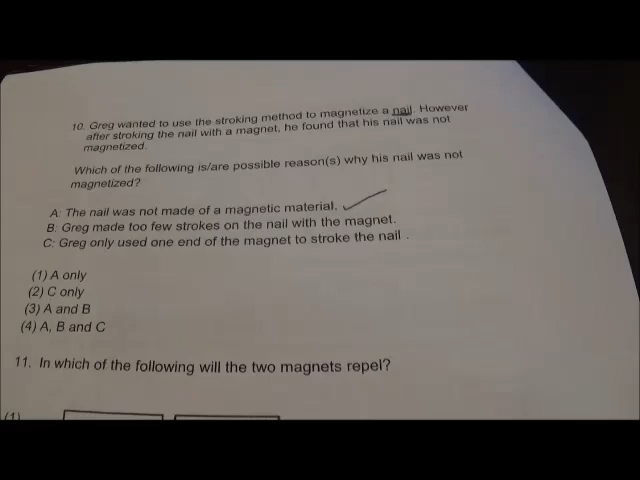 10. Greg wanted to use the stroking method to magnetize a nail. However
after stroking the nail with a magnet, he found that his nail was not
magnetized.
Which of the following is/are possible reason(s) why his nail was not
magnetized?
A: The nail was not made of a magnetic material.
B: Greg made too few strokes on the nail with the magnet.
C: Greg only used one end of the magnet to stroke the nail .
(1) A only
(2) C only
(3) A and B
(4) A, B and C
11. In which of the following will the two magnets repel?
(1)